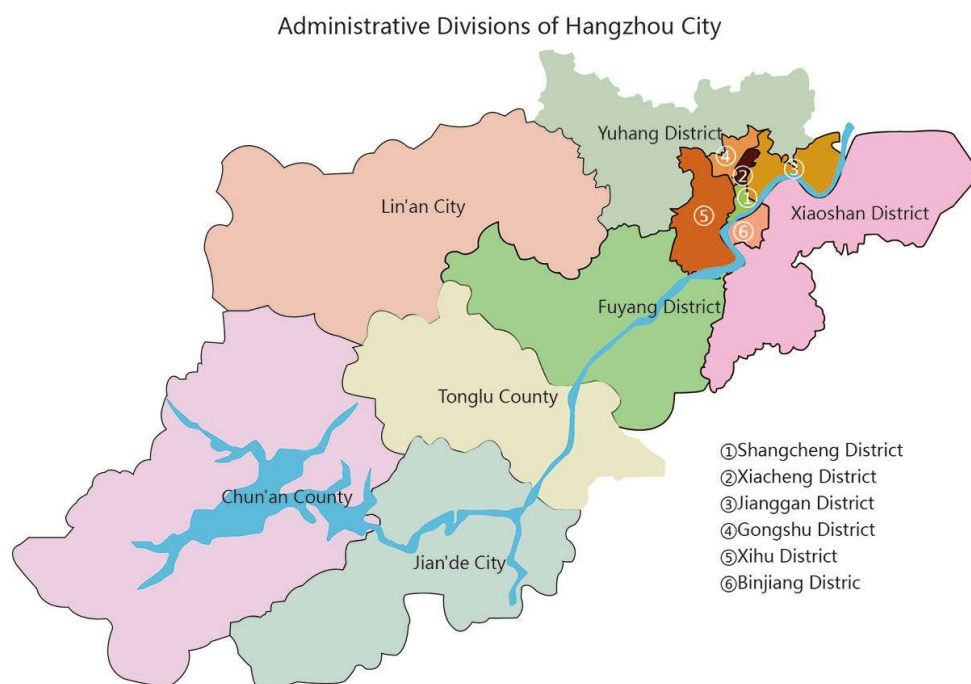 Administrative Divisions of Hangzhou City
Yuhang District
④
②
③
Lin'an City
①
⑤
Xiaoshan District
⑥
Fuyang District
Tonglu County
①Shangcheng District
②Xiacheng District
Chun'an County
③Jianggan District
④Gongshu District
Jian'de City
⑤Xihu District
⑥Binjiang Distric